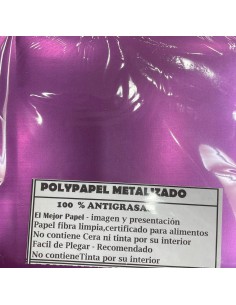 POLYPAPEL METALIZADO
100 % ANTIGRASA
El Mejor Papel - imagen y presentación
Papel fibra limpia,certificado para alimentos
No contiene Cera ni tinta por su interior
Facil de Plegar - Recomendado
No contieneTinta por su interior